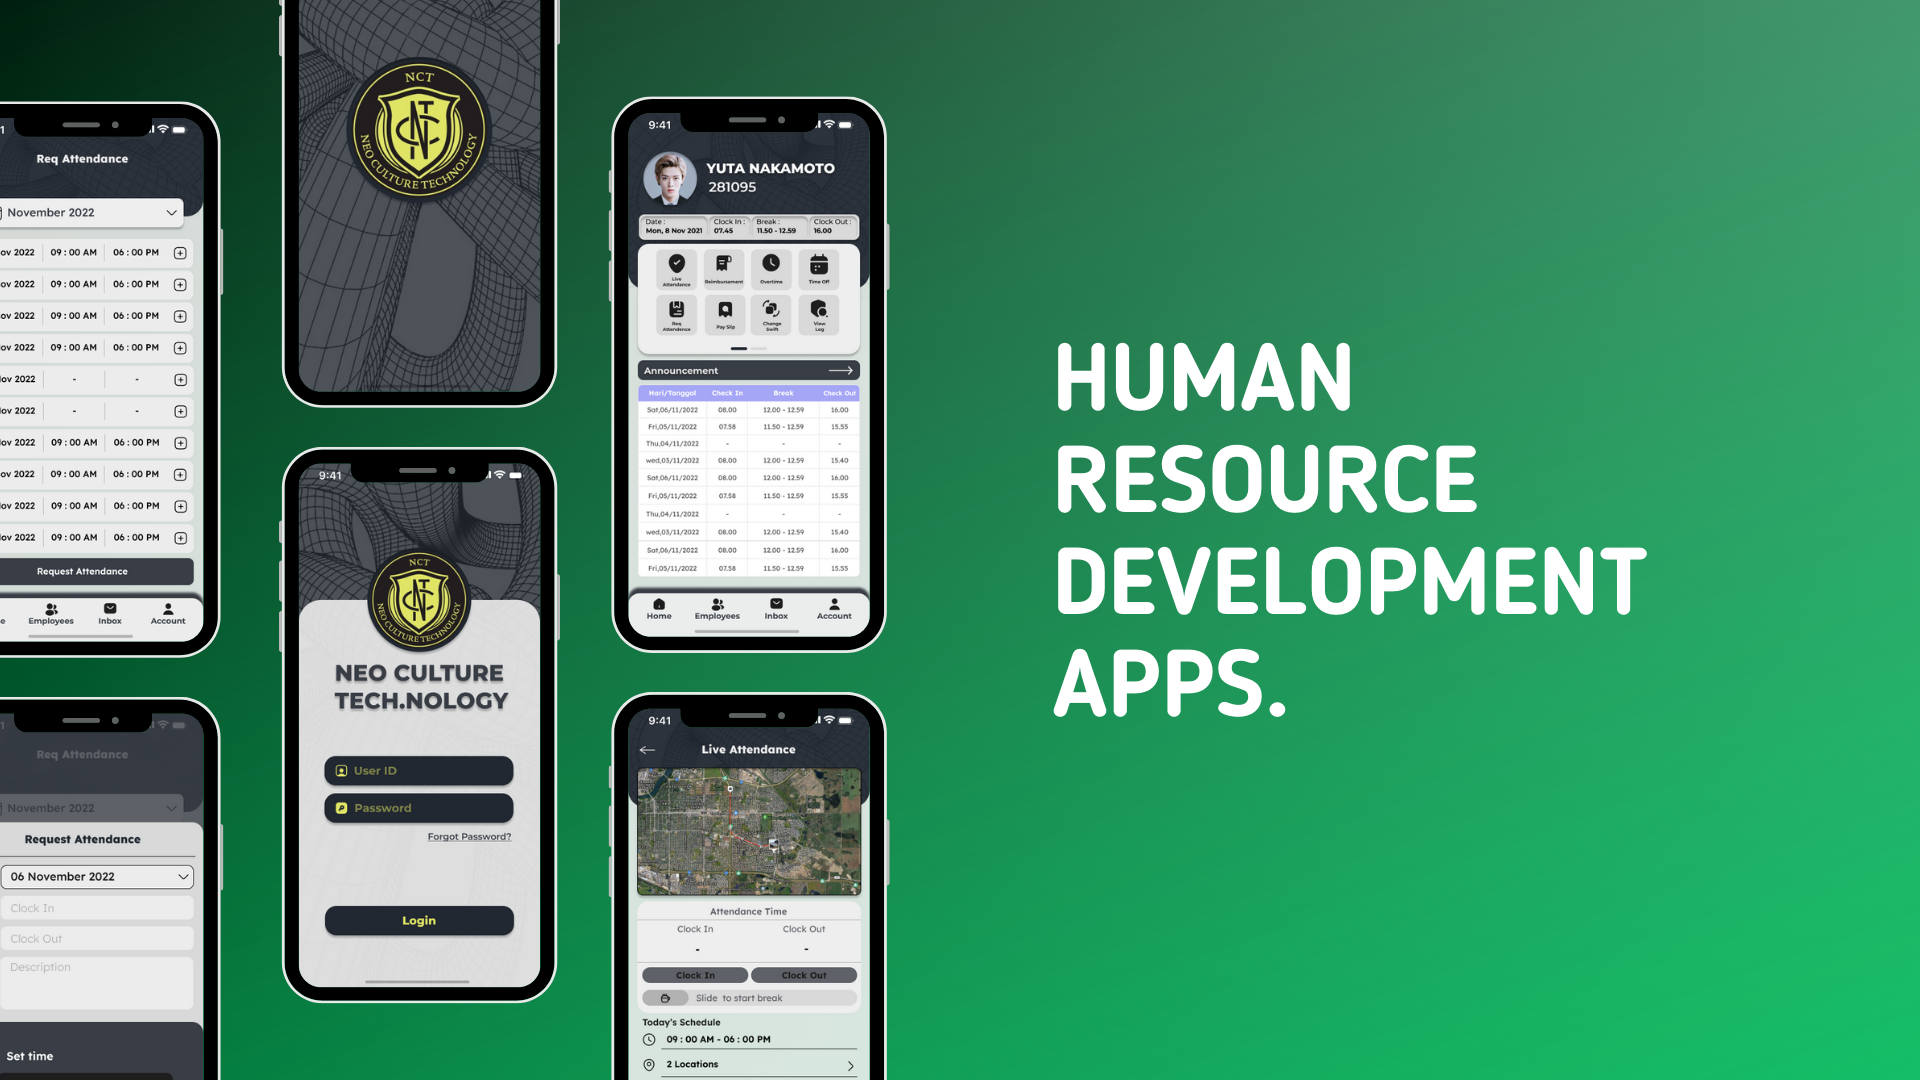 Req Attendance
November 2022
ov 2022 09 : 00 AM 06 : 00 PM
ov 2022 09 : 00 AM 06 : 00 PM
ov 2022 09 : 00 AM 06 : 00 PM
ov 2022 09 : 00 AM 06 : 00 PM
ov 2022 - -
ov 2022 - -
ov 2022 09 : 00 AM 06 : 00 PM
ov 2022 09 : 00 AM 06 : 00 PM
ov 2022 09 : 00 AM 06 : 00 PM
ov 2022 09 : 00 AM 06 : 00 PM
Request Attendance
Employees Inbox Account
Req Attendance
November 2022
Request Attendance
06 November 2022
Clock In
Clock Out
Description
Set time
NCT
NEO CULTURE TECHNOLOGY
9:41
NCT
NEO CULTURE TECHNOLOGY
NEO CULTURE
TECH.NOLOGY
User ID
Password
Forgot Password?
Login
9:41
YUTA NAKAMOTO
281095
Date : Clock In : Break : Clock Out :
Mon, 8 Nov 2021 07.45 11.50 - 12.59 16.00
Live Attendance
Reimbursement
Overtime
Time Off
Req Attendance
Pay Slip
Change Swift
View Log
Announcement
Hari/Tanggal Check In Break Check Out
Sat,06/11/2022 08.00 12.00 - 12.59 16.00
Fri,05/11/2022 07.58 11.50 - 12.59 15.55
Thu,04/11/2022 - - -
wed,03/11/2022 08.00 12.00 - 12.59 15.40
Sat,06/11/2022 08.00 12.00 - 12.59 16.00
Fri,05/11/2022 07.58 11.50 - 12.59 15.55
Thu,04/11/2022 - - -
wed,03/11/2022 08.00 12.00 - 12.59 15.40
Sat,06/11/2022 08.00 12.00 - 12.59 16.00
Fri,05/11/2022 07.58 11.50 - 12.59 15.55
Home Employees Inbox Account
9:41
Live Attendance
Attendance Time
Clock In Clock Out
- -
Clock In Clock Out
Slide to start break
Today's Schedule
09 : 00 AM - 06 : 00 PM
2 Locations
HUMAN
RESOURCE
DEVELOPMENT
APPS.